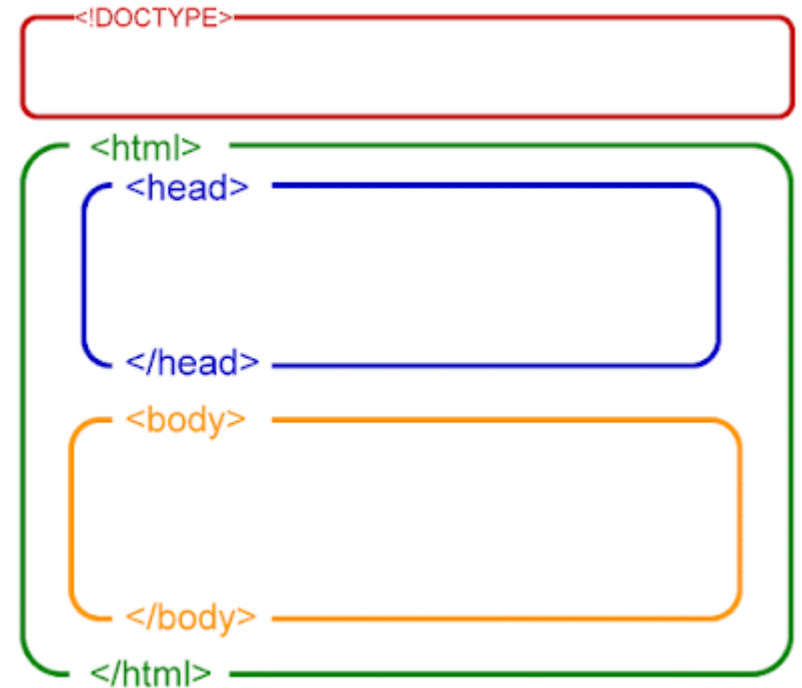 <!DOCTYPE>
<html>
<head>
</head>
<body>
</body>
</html>